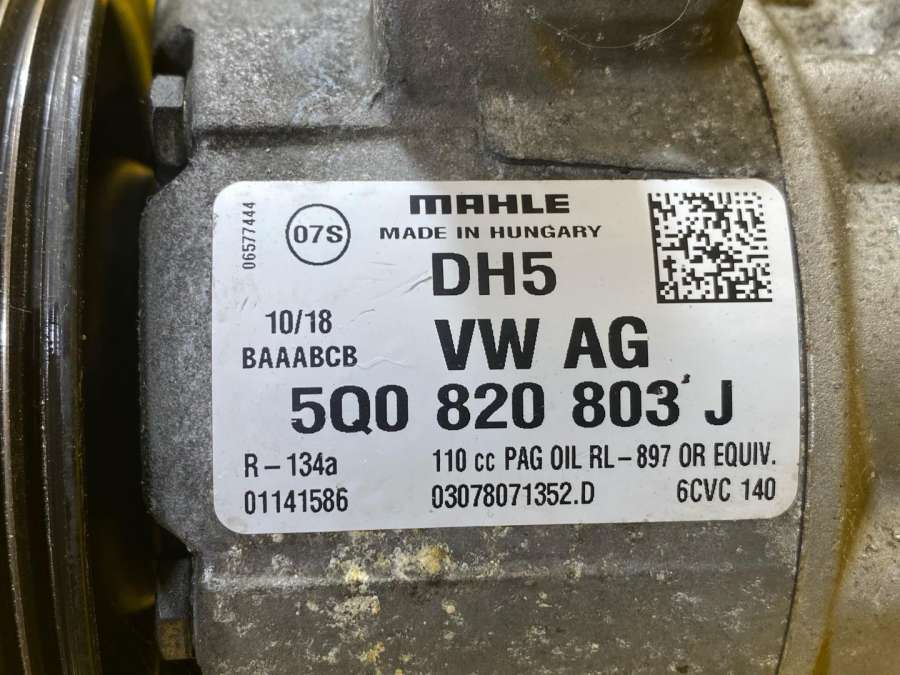 06577444
07S
MAHLE
MADE IN HUNGARY
DH5
10/18
BAAABCB
VW AG
5Q0 820 803 J
R-134a
110 cc PAG OIL RL-897 OR EQUIV.
01141586
03078071352.D
6CVC 140